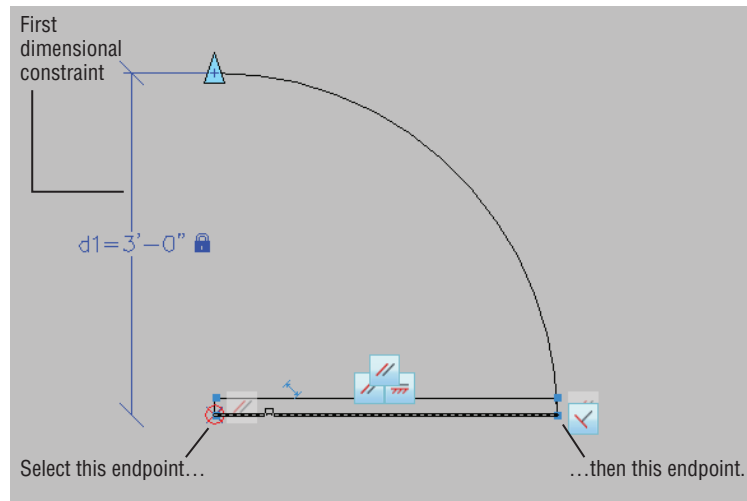 First
dimensional
constraint
d1=3'-0"
Select this endpoint…
…then this endpoint.